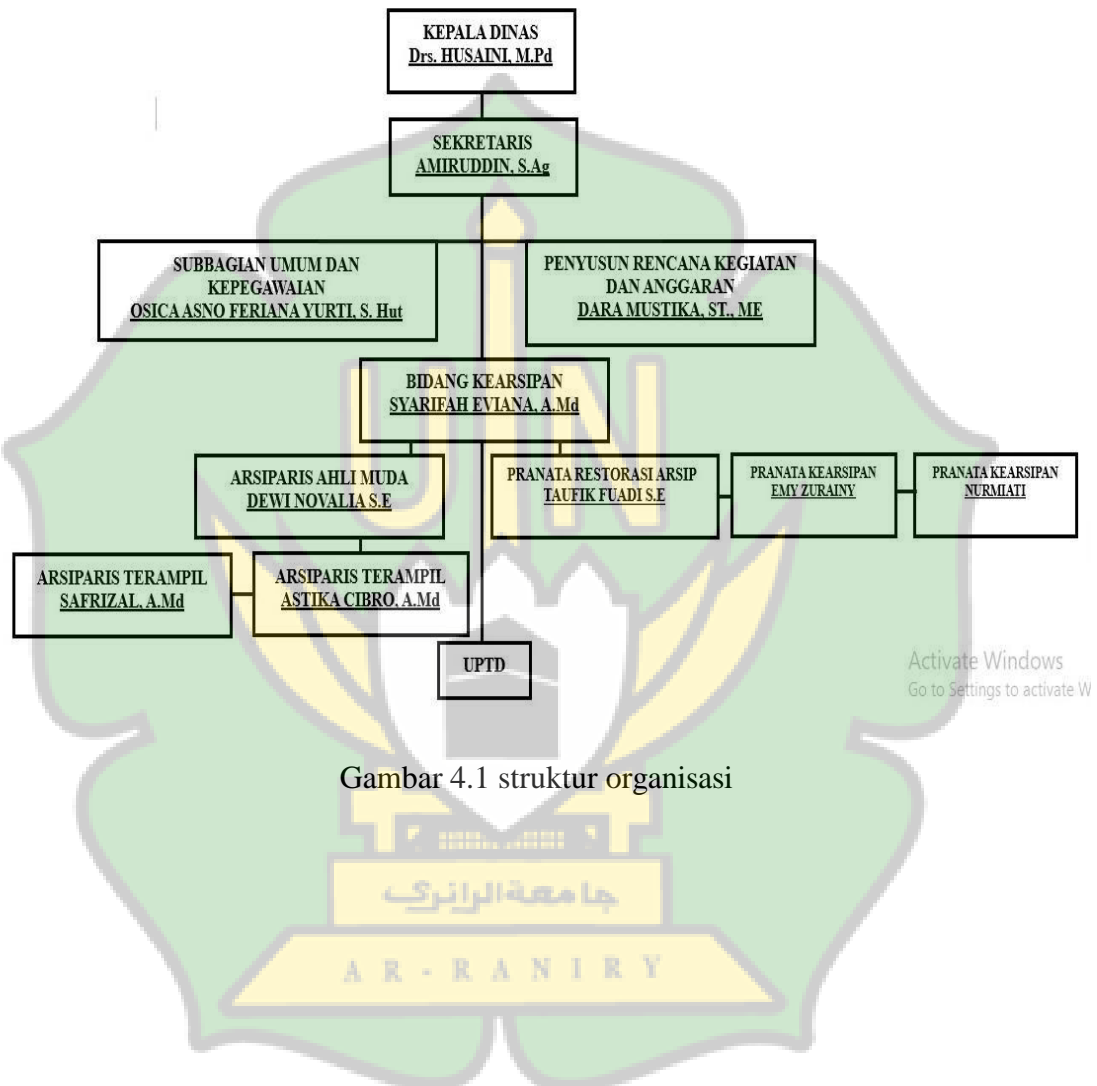 KEPALA DINAS
Drs. HUSAINI, M.Pd
SEKRETARIS
AMIRUDDIN, S.Ag
SUBBAGIAN UMUM DAN
KEPEGAWAIAN
OSICA ASNO FERIANA YURTI, S. Hut
PENYUSUN RENCANA KEGIATAN
DAN ANGGARAN
DARA MUSTIKA, ST., ME
BIDANG KEARSIPAN
SYARIFAH EVIANA, A.Md
ARSIPARIS AHLI MUDA
DEWI NOVALIA S.E
PRANATA RESTORASI ARSIP
TAUFIK FUADI S.E
PRANATA KEARSIPAN
EMY ZURAINY
PRANATA KEARSIPAN
NURMIATI
ARSIPARIS TERAMPIL
SAFRIZAL, A.Md
ARSIPARIS TERAMPIL
ASTIKA CIBRO, A.Md
UPTD
Activate Windows
Go to Settings to activate W
Gambar 4.1 struktur organisasi
UIN
جامعة الرانري
AR-RANIRY